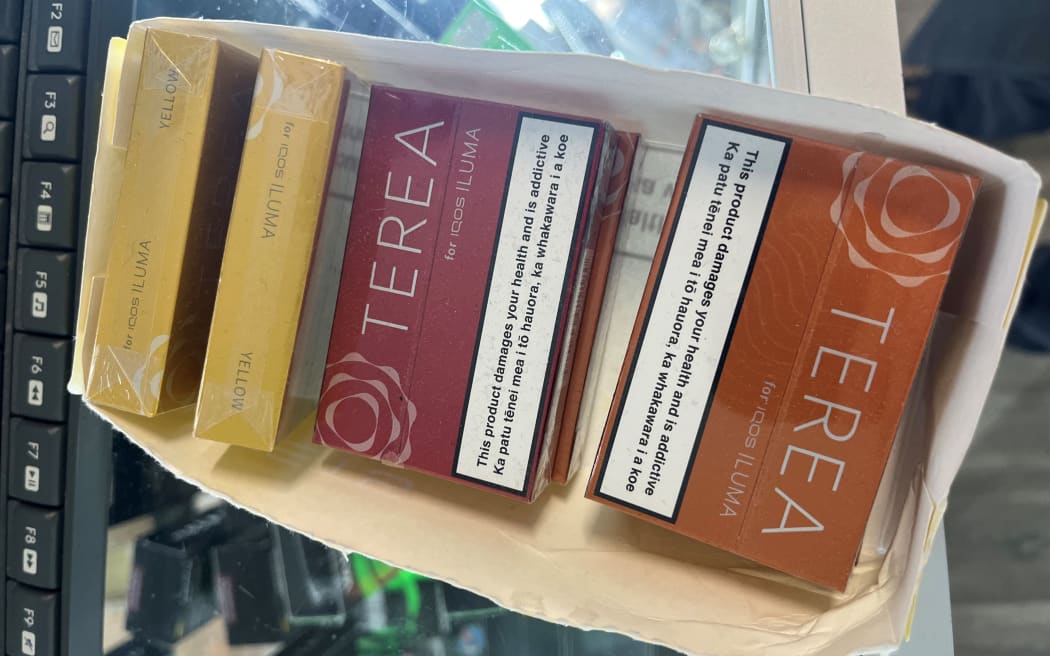 F2
F3
F4
F5
F6
F7
F8
F9
YELLOW
for IQOS ILUMA
for IQOS ILUMA
YELLOW
TEREA
for IQOS ILUMA
This product damages your health and is addictive
Ka patu tēnei mea i tō hauora, ka whakawara i a koe
This product damages your health and is addictive
Ka patu tēnei mea i tō hauora, ka whakawara i a koe
for IQOS ILUMA
TEREA